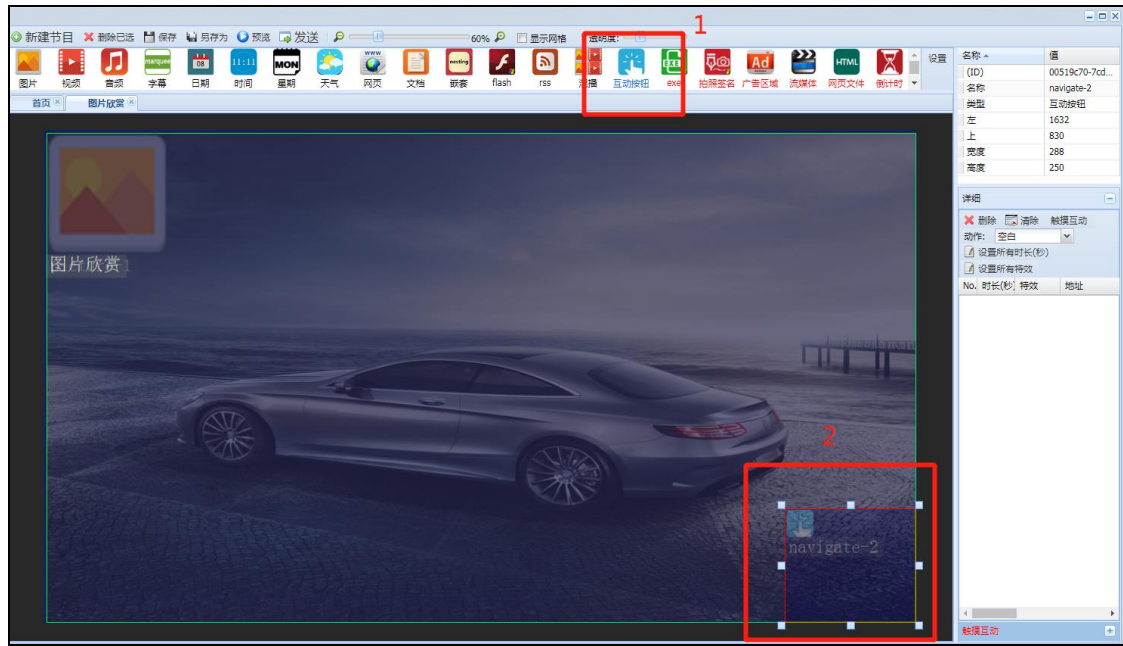 新建节目 删除已选 保存 另存为 预览 发送 60% 显示网格 透明度: 1
marquee 08 11:11 MON www nesting EXE Ad HTML
图片 视频 音频 字幕 日期 时间 星期 天气 网页 文档 嵌套 flash rss 互动按钮 exe 拍照签名 广告区域 流媒体 网页文件 倒计时 设置
首页 图片欣赏
图片欣赏1
2
navigate-2
名称 值
(ID) 00519c70-7cd...
名称 navigate-2
类型 互动按钮
左 1632
上 830
宽度 288
高度 250
详细
删除 清除 触摸互动
动作: 空白
设置所有时长(秒)
设置所有特效
No. 时长(秒) 特效 地址
触摸互动